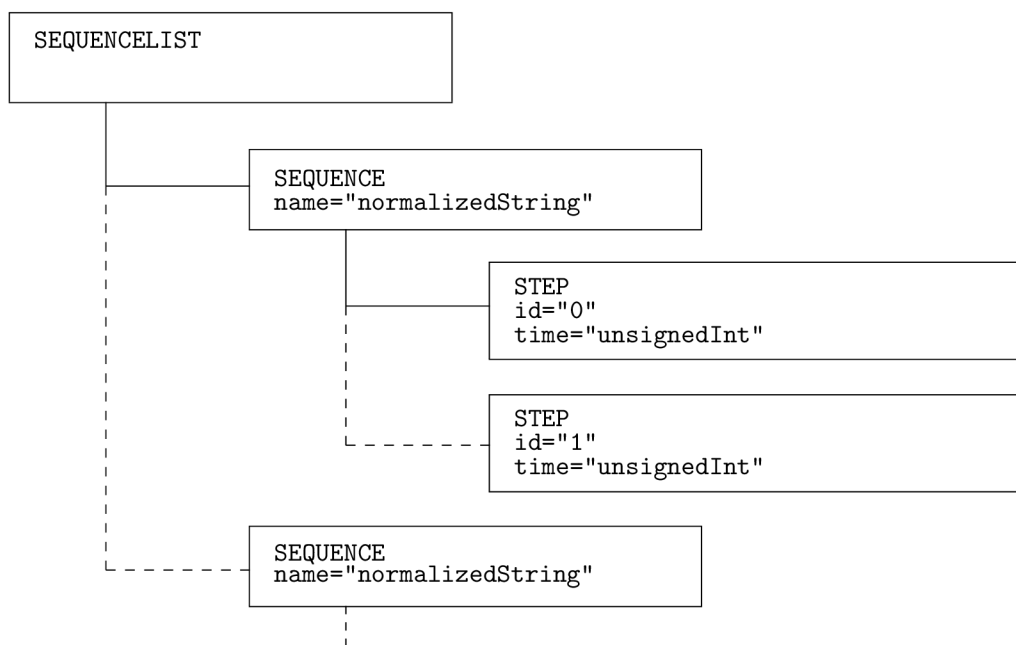 SEQUENCELIST
SEQUENCE
name="normalizedString"
STEP
id="0"
time="unsignedInt"
STEP
id="1"
time="unsignedInt"
SEQUENCE
name="normalizedString"